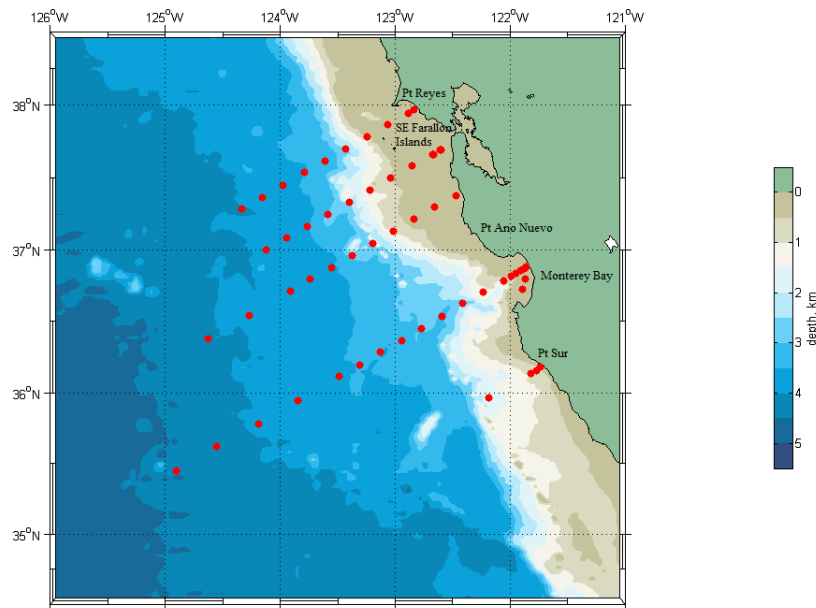 126°W
125°W
124°W
123°W
122°W
121°W
38°N
37°N
36°N
35°N
Pt Reyes
SE Farallon
Islands
Pt Ano Nuevo
Monterey Bay
Pt Sur
0
1
2
3
4
5
depth, km